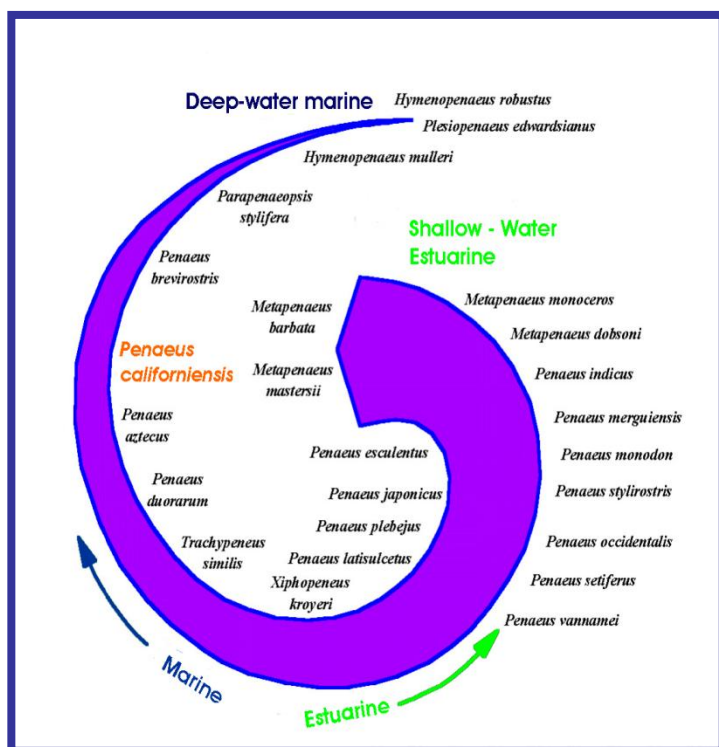 Deep-water marine
Hymenopenaeus robustus
Plesiopenaeus edwardsianus
Hymenopenaeus mulleri
Parapenaeopsis
stylifera
Penaeus
brevirostris
Shallow - Water
Estuarine
Metapenaeus
barbata
Metapenaeus monoceros
Metapenaeus dobsoni
Penaeus
californiensis
Metapenaeus
mastersii
Penaeus indicus
Penaeus
aztecus
Penaeus merguiensis
Penaeus esculentus
Penaeus monodon
Penaeus
duorarum
Penaeus japonicus
Penaeus stylirostris
Penaeus plebejus
Trachypeneus
similis
Penaeus occidentalis
Penaeus latisulcetus
Xiphopeneus
kroyeri
Penaeus setiferus
Penaeus vannamei
Marine
Estuarine